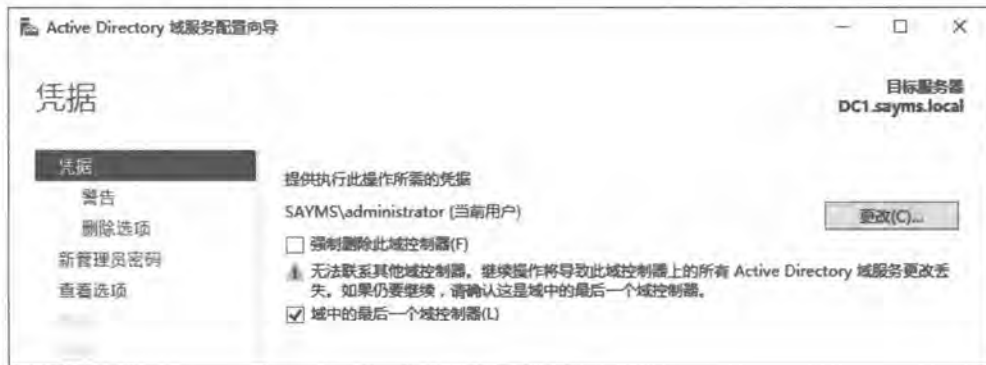 Active Directory 域服务配置向导
凭据
目标服务器
DC1.sayms.local
凭据
警告
删除选项
新管理员密码
查看选项
提供执行此操作所需的凭据
SAYMS\administrator (当前用户)
更改(C)...
强制删除此域控制器(F)
无法联系其他域控制器。继续操作将导致此域控制器上的所有 Active Directory 域服务更改丢
失。如果仍要继续，请确认这是域中的最后一个域控制器。
域中的最后一个域控制器(L)